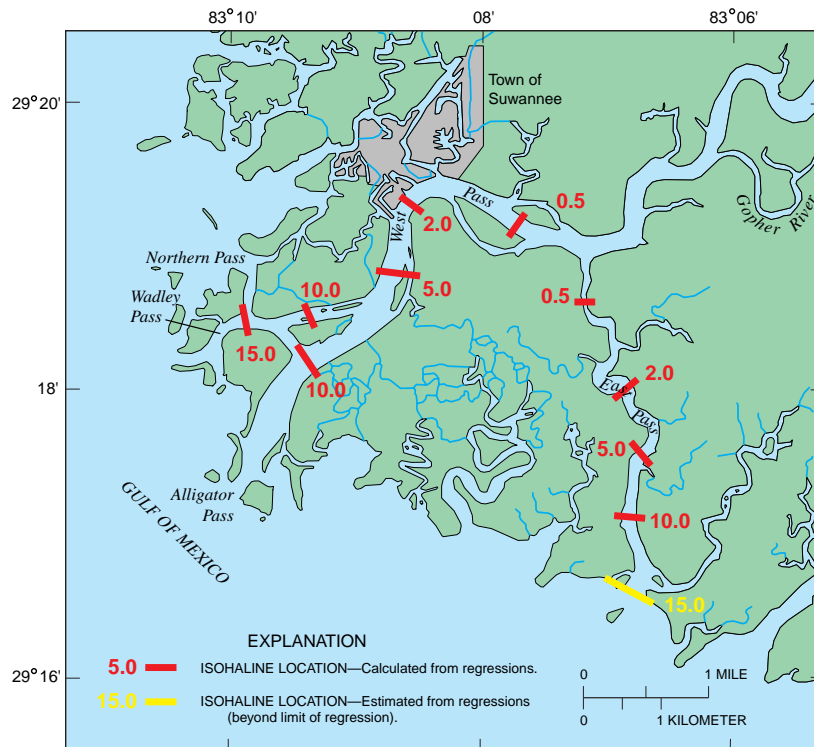 83°10'
08'
83°06'
29°20'
Town of
Suwannee
0.5
Pass
2.0
West
Gopher River
Northern Pass
10.0
5.0
0.5
Wadley
Pass
15.0
18'
10.0
2.0
East
Pass
5.0
Alligator
Pass
10.0
GULF OF MEXICO
15.0
EXPLANATION
5.0 ISOHALINE LOCATION—Calculated from regressions.
29°16'
15.0 ISOHALINE LOCATION—Estimated from regressions
(beyond limit of regression).
0 1 MILE
0 1 KILOMETER